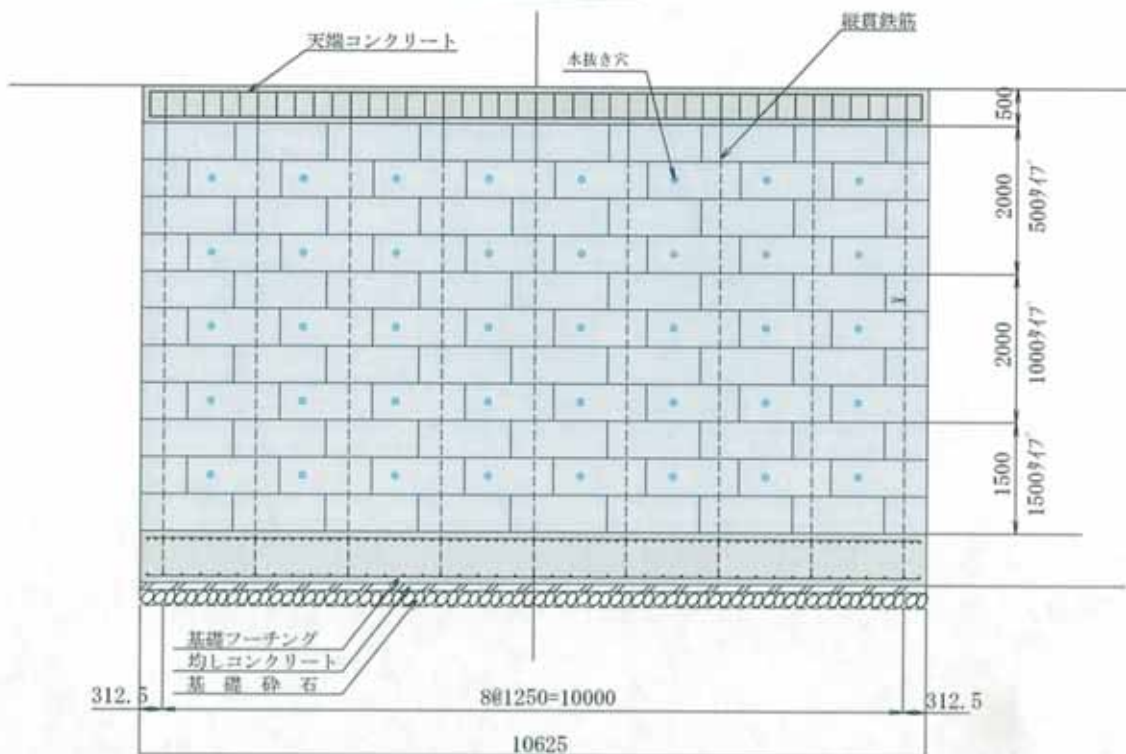 天端コンクリート
縦貫鉄筋
水抜き穴
500
2000
500タイプ
2000
1000タイプ
1500
1500タイプ
基礎フーチング
均しコンクリート
基礎砕石
312.5
8@1250=10000
312.5
10625